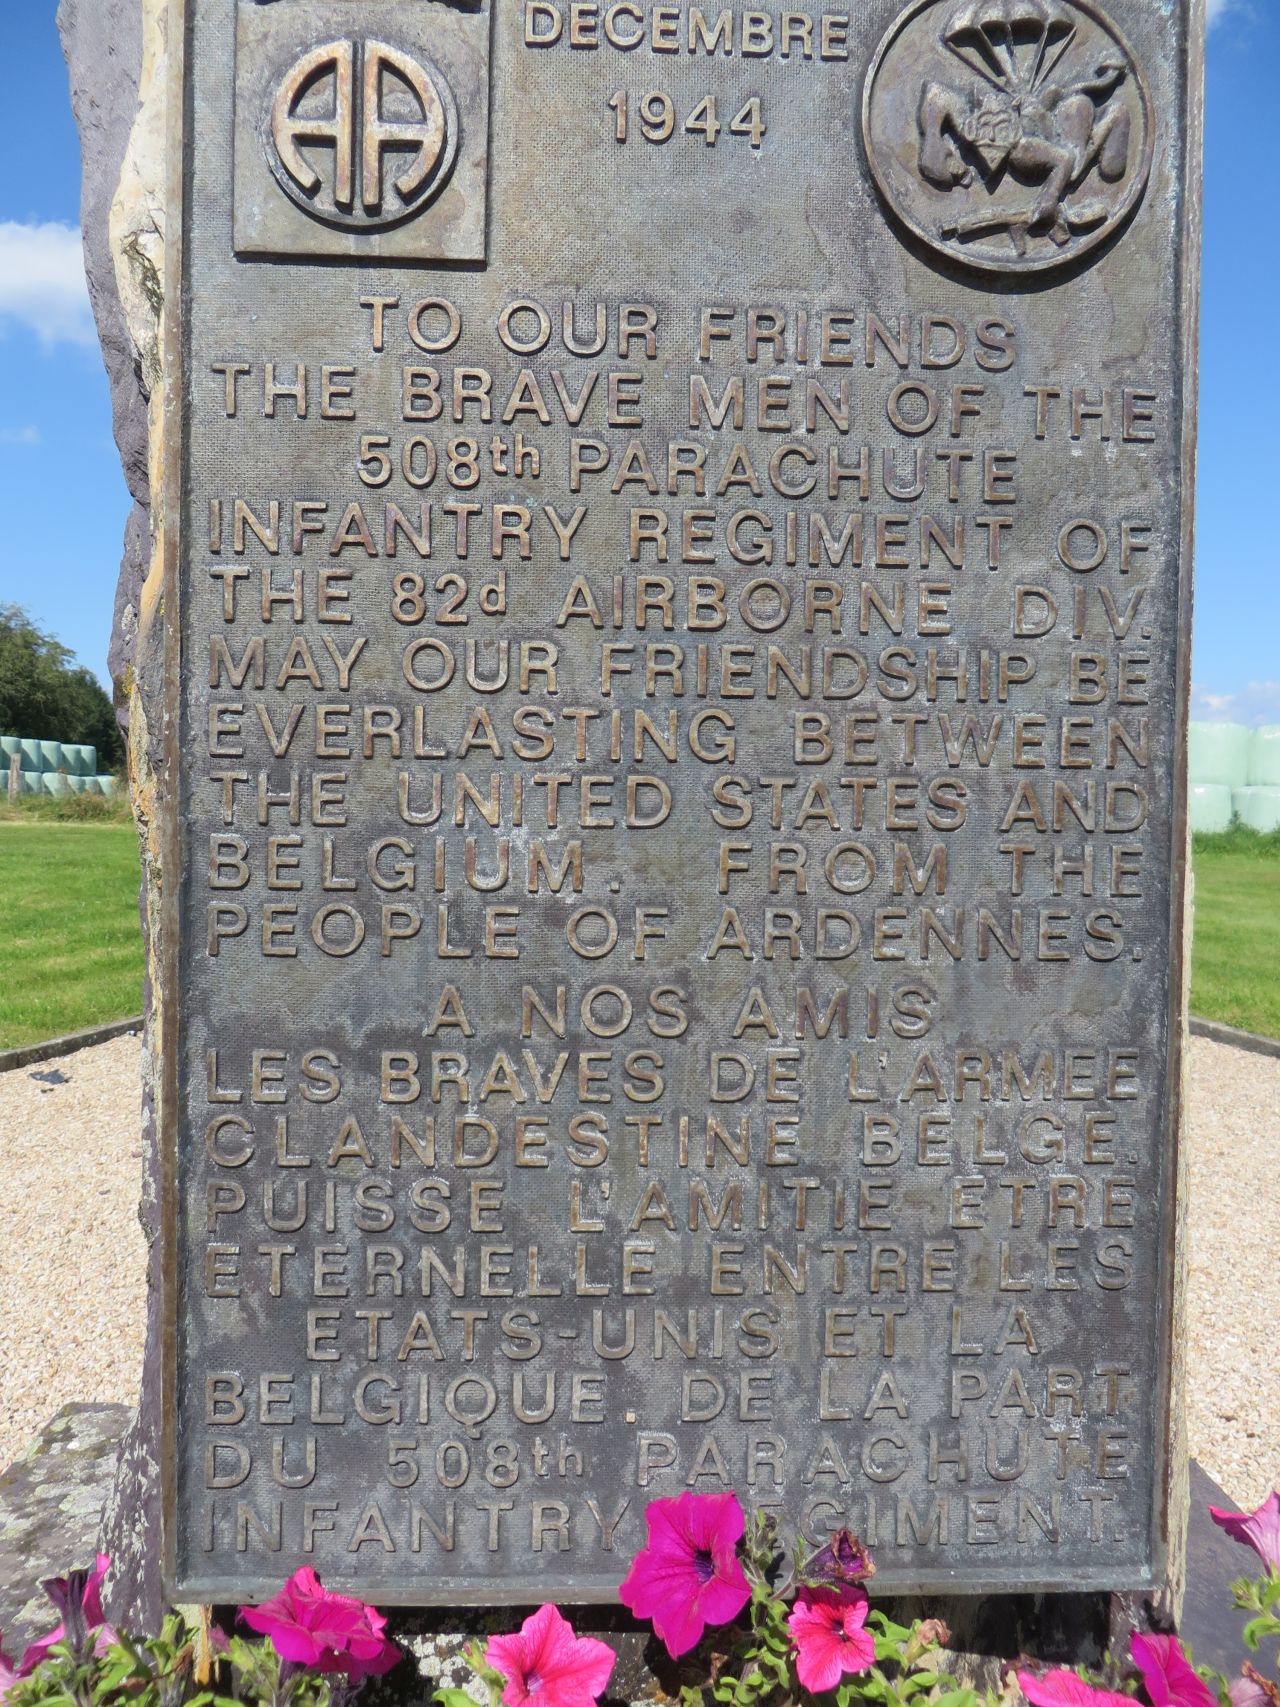 DECEMBRE
1944
AA
TO OUR FRIENDS
THE BRAVE MEN OF THE
508th PARACHUTE
INFANTRY REGIMENT OF
THE 82d AIRBORNE DIV.
MAY OUR FRIENDSHIP BE
EVERLASTING BETWEEN
THE UNITED STATES AND
BELGIUM. FROM THE
PEOPLE OF ARDENNES.
A NOS AMIS
LES BRAVES DE L'ARMEE
CLANDESTINE BELGE.
PUISSE L'AMITIE ETRE
ETERNELLE ENTRE LES
ETATS-UNIS ET LA
BELGIQUE. DE LA PART
DU 508th PARACHUTE
INFANTRY REGIMENT.